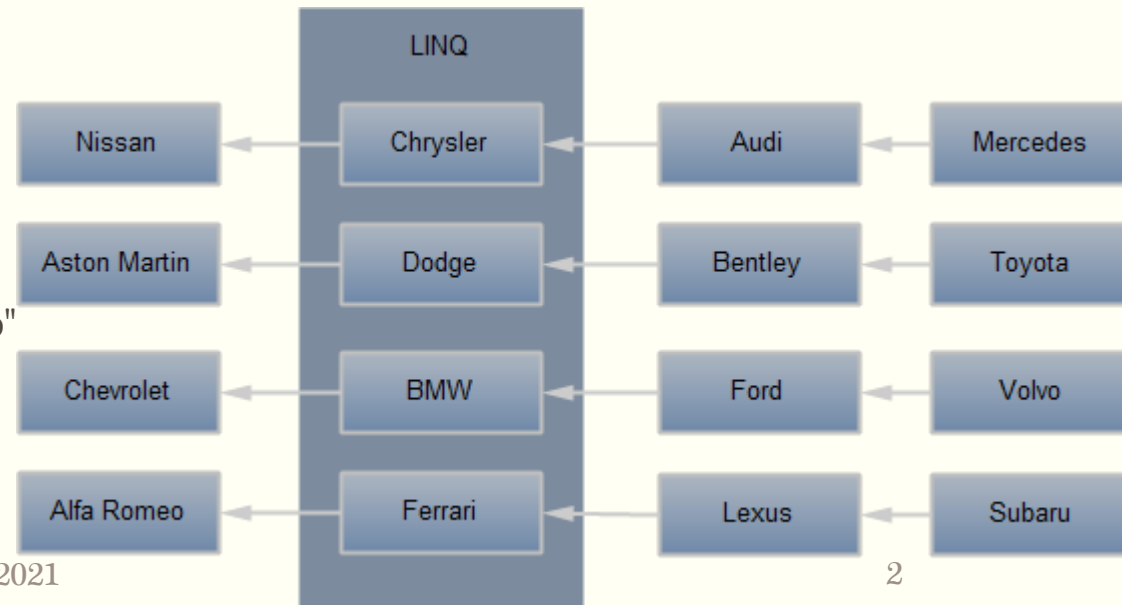 LINQ
Nissan Chrysler Audi Mercedes
Aston Martin Dodge Bentley Toyota
"
Chevrolet BMW Ford Volvo
Alfa Romeo Ferrari Lexus Subaru
2021 2